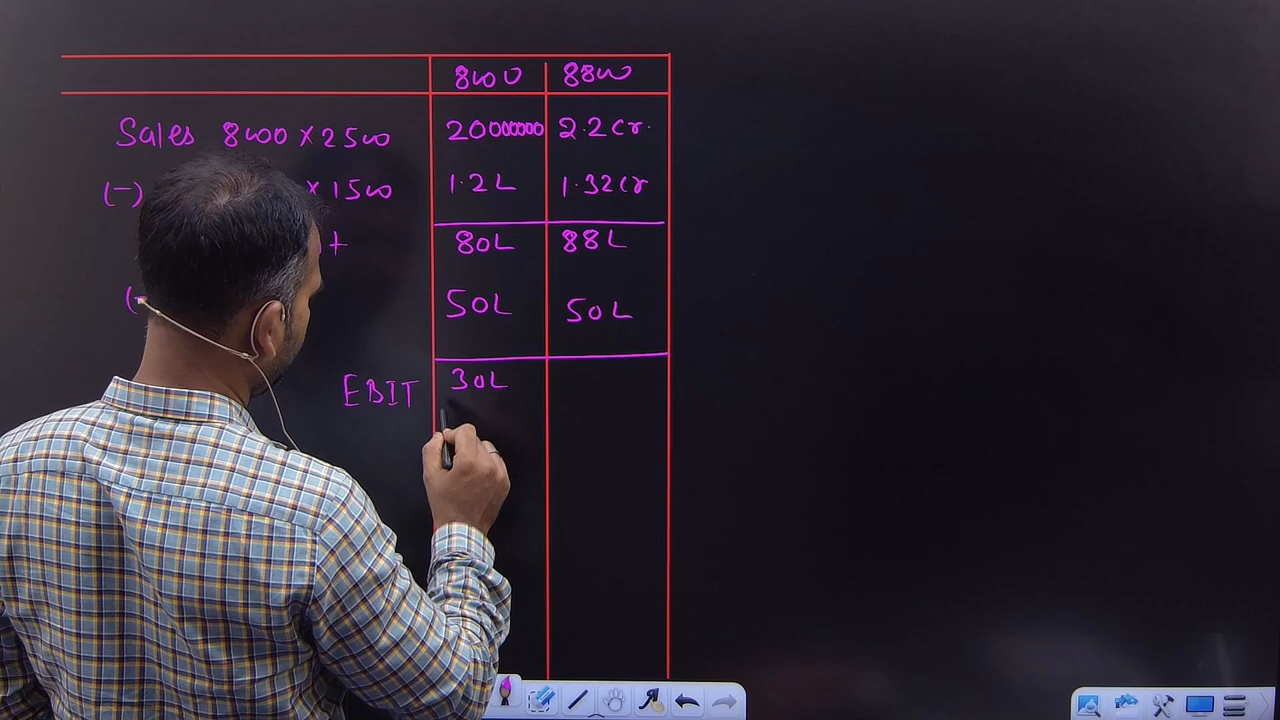 8000 8800
Sales 8000 × 2500 20000000 2.2Cr.
(-) × 1500 1.2L 1.32Cr
80L 88L
50L 50L
EBIT 30L